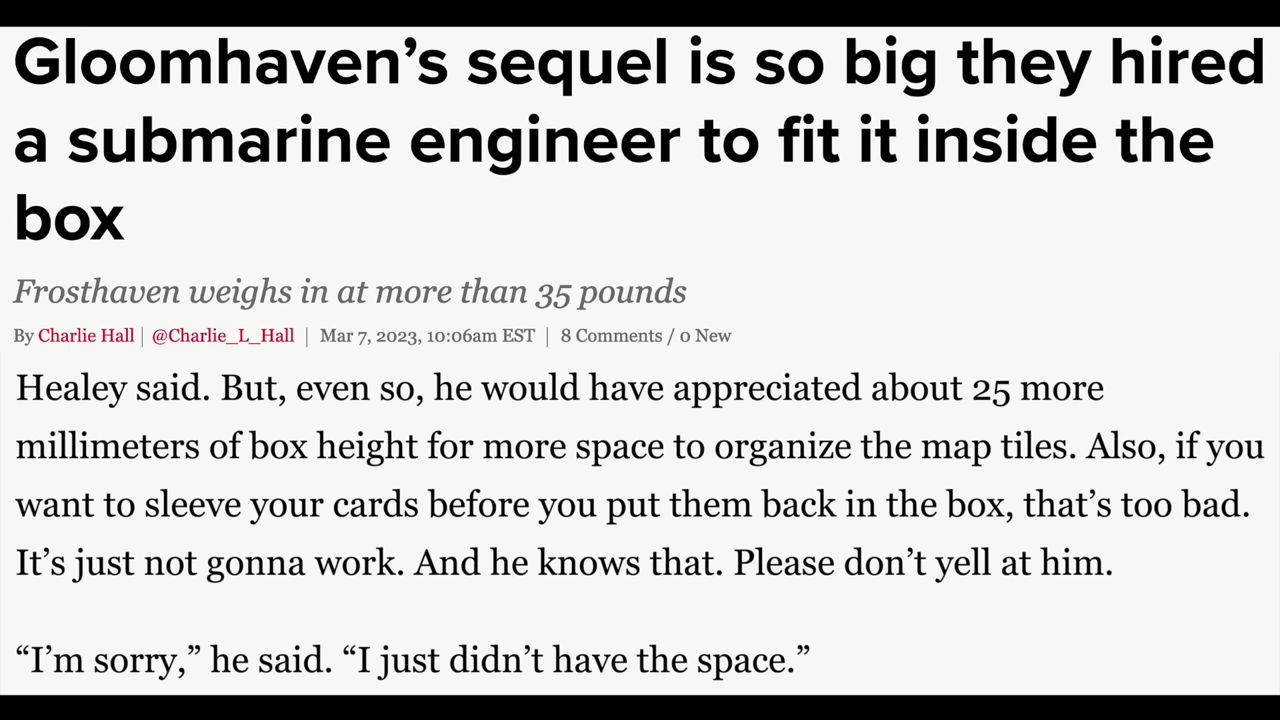 Gloomhaven’s sequel is so big they hired
a submarine engineer to fit it inside the
box
Frosthaven weighs in at more than 35 pounds
By Charlie Hall | @Charlie_L_Hall | Mar 7, 2023, 10:06am EST | 8 Comments / 0 New
Healey said. But, even so, he would have appreciated about 25 more
millimeters of box height for more space to organize the map tiles. Also, if you
want to sleeve your cards before you put them back in the box, that’s too bad.
It’s just not gonna work. And he knows that. Please don’t yell at him.
“I’m sorry,” he said. “I just didn’t have the space.”